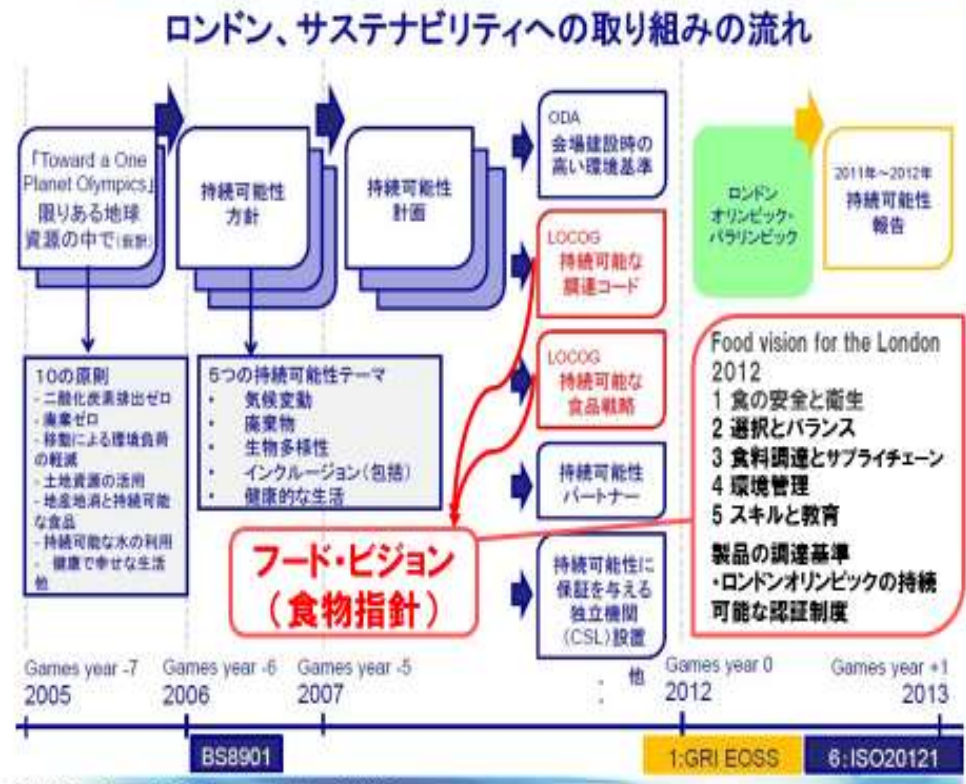 ロンドン、サステナビリティへの取り組みの流れ
「Toward a One
Planet Olympics」
限りある地球
資源の中で(仮訳)
持続可能性
方針
持続可能性
計画
ODA
会場建設時の
高い環境基準
LOCOG
持続可能な
調達コード
LOCOG
持続可能な
食品戦略
持続可能性
パートナー
持続可能性に
保証を与える
独立機関
(CSL)設置
他
ロンドン
オリンピック・
パラリンピック
2011年～2012年
持続可能性
報告
10の原則
- 二酸化炭素排出ゼロ
- 廃棄ゼロ
- 移動による環境負荷
の軽減
- 土地資源の活用
- 地産地消と持続可能
な食品
- 持続可能な水の利用
- 健康で幸せな生活
他
5つの持続可能性テーマ
• 気候変動
• 廃棄物
• 生物多様性
• インクルージョン(包括)
• 健康的な生活
フード・ビジョン
(食物指針)
Food vision for the London
2012
1 食の安全と衛生
2 選択とバランス
3 食料調達とサプライチェーン
4 環境管理
5 スキルと教育
製品の調達基準
・ロンドンオリンピックの持続
可能な認証制度
Games year -7
2005
Games year -6
2006
Games year -5
2007
Games year 0
2012
Games year +1
2013
BS8901
1:GRI EOSS
6:ISO20121